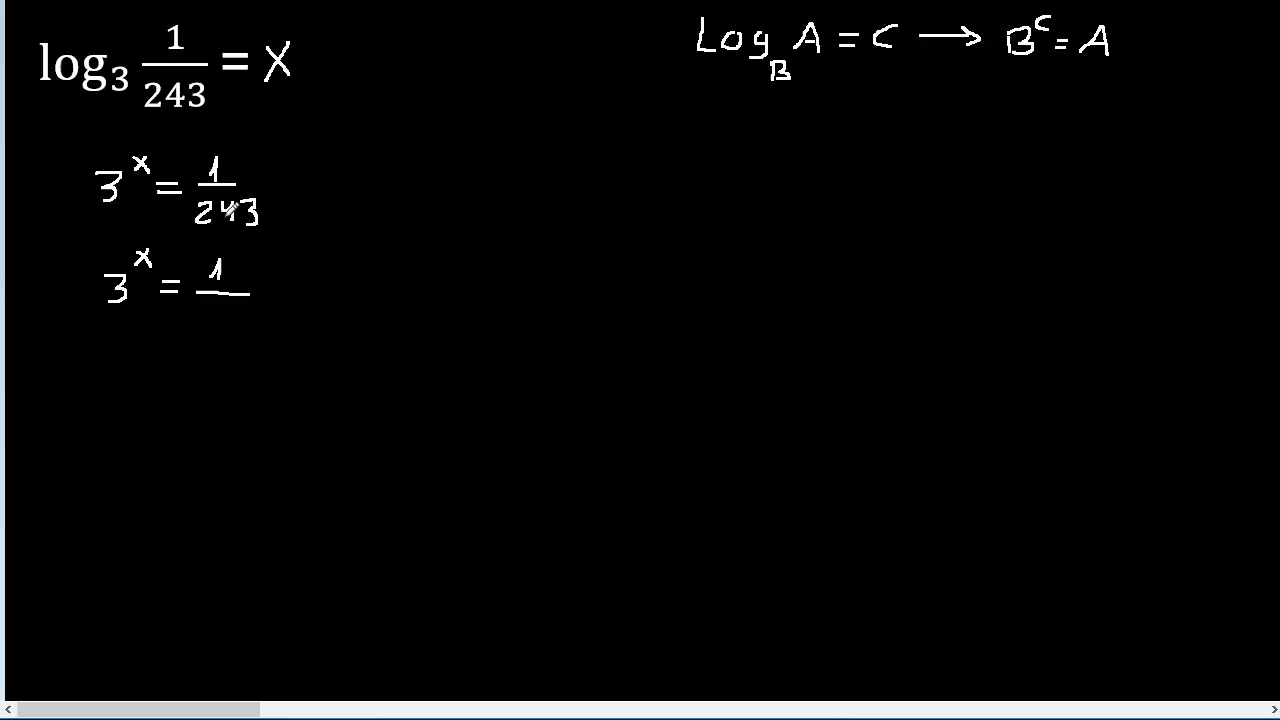 log₃ 1/243 = X
Log_B A = C → B^C = A
3^x = 1/243
3^x = 1/